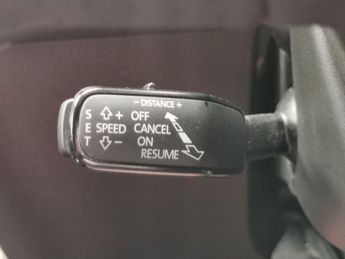 - DISTANCE +
S + OFF
E SPEED CANCEL
T - ON
RESUME